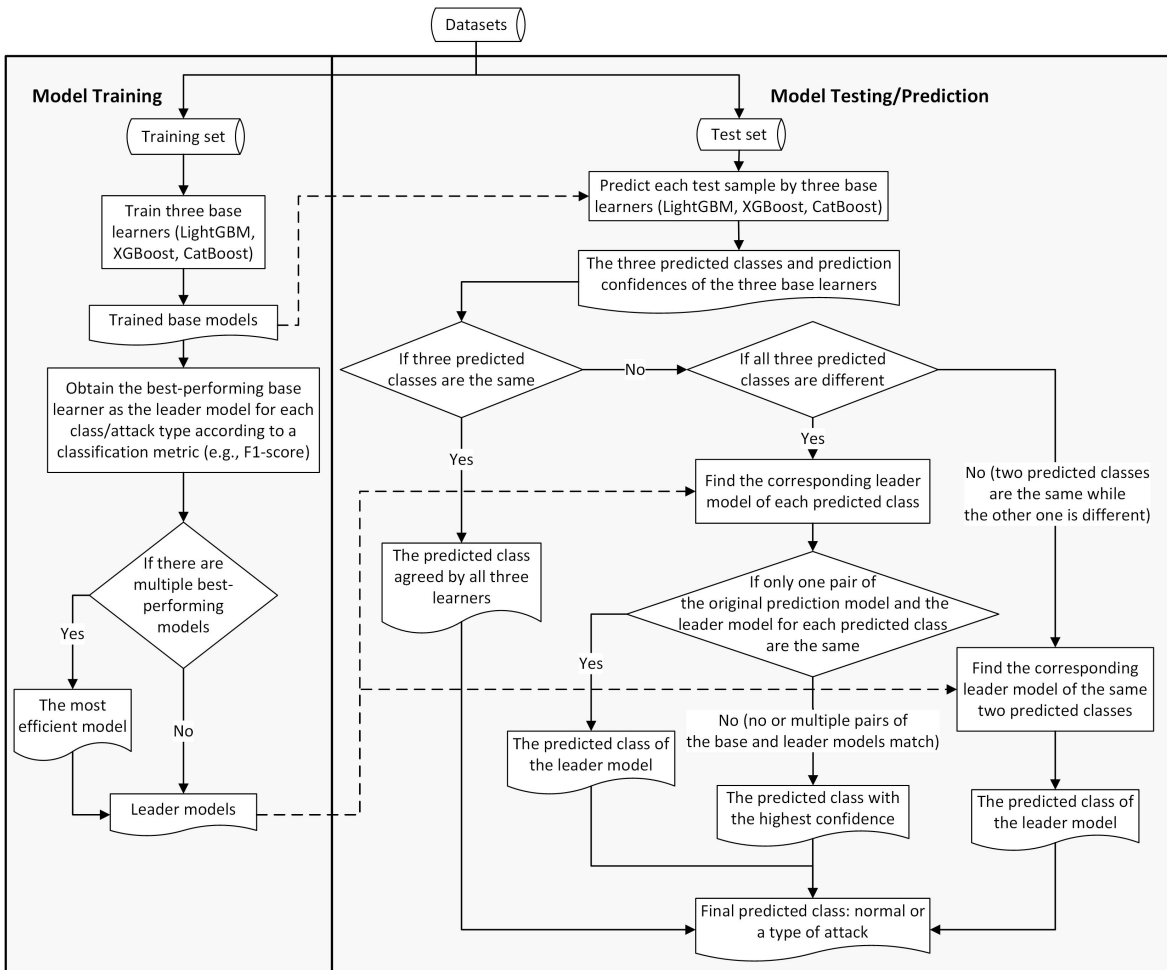 Datasets
Model Training
Training set
Train three base
learners (LightGBM,
XGBoost, CatBoost)
Trained base models
Obtain the best-performing base
learner as the leader model for each
class/attack type according to a
classification metric (e.g., F1-score)
If there are
multiple best-
performing
models
Yes
The most
efficient model
No
Leader models
Model Testing/Prediction
Test set
Predict each test sample by three base
learners (LightGBM, XGBoost, CatBoost)
The three predicted classes and prediction
confidences of the three base learners
If three predicted
classes are the same
No
If all three predicted
classes are different
Yes
The predicted class
agreed by all three
learners
Yes
Find the corresponding leader
model of each predicted class
No (two predicted classes
are the same while
the other one is different)
If only one pair of
the original prediction model and the
leader model for each predicted class
are the same
Yes
The predicted class of
the leader model
No (no or multiple pairs of
the base and leader models match)
The predicted class with
the highest confidence
Find the corresponding
leader model of the same
two predicted classes
The predicted class of
the leader model
Final predicted class: normal or
a type of attack